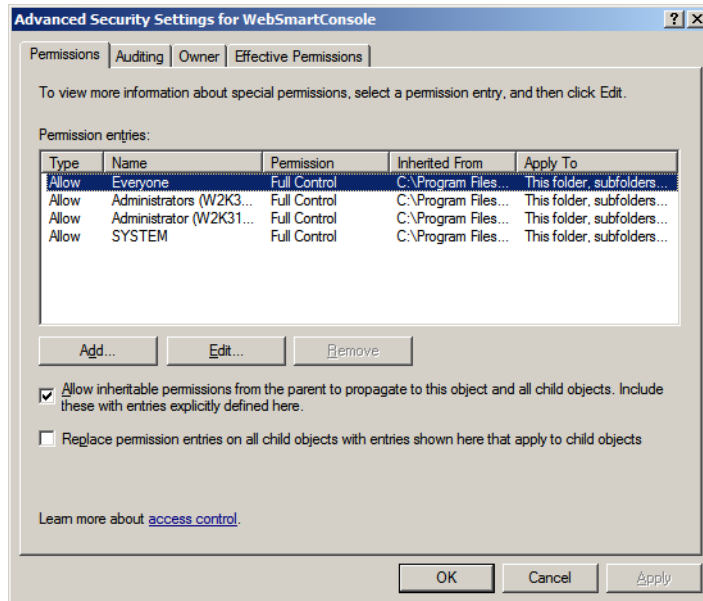 Advanced Security Settings for WebSmartConsole
Permissions Auditing Owner Effective Permissions
To view more information about special permissions, select a permission entry, and then click Edit.
Permission entries:
Type Name Permission Inherited From Apply To
Allow Everyone Full Control C:\Program Files... This folder, subfolders...
Allow Administrators (W2K3... Full Control C:\Program Files... This folder, subfolders...
Allow Administrator (W2K31... Full Control C:\Program Files... This folder, subfolders...
Allow SYSTEM Full Control C:\Program Files... This folder, subfolders...
Add... Edit... Remove
Allow inheritable permissions from the parent to propagate to this object and all child objects. Include
these with entries explicitly defined here.
Replace permission entries on all child objects with entries shown here that apply to child objects
Learn more about access control.
OK Cancel Apply